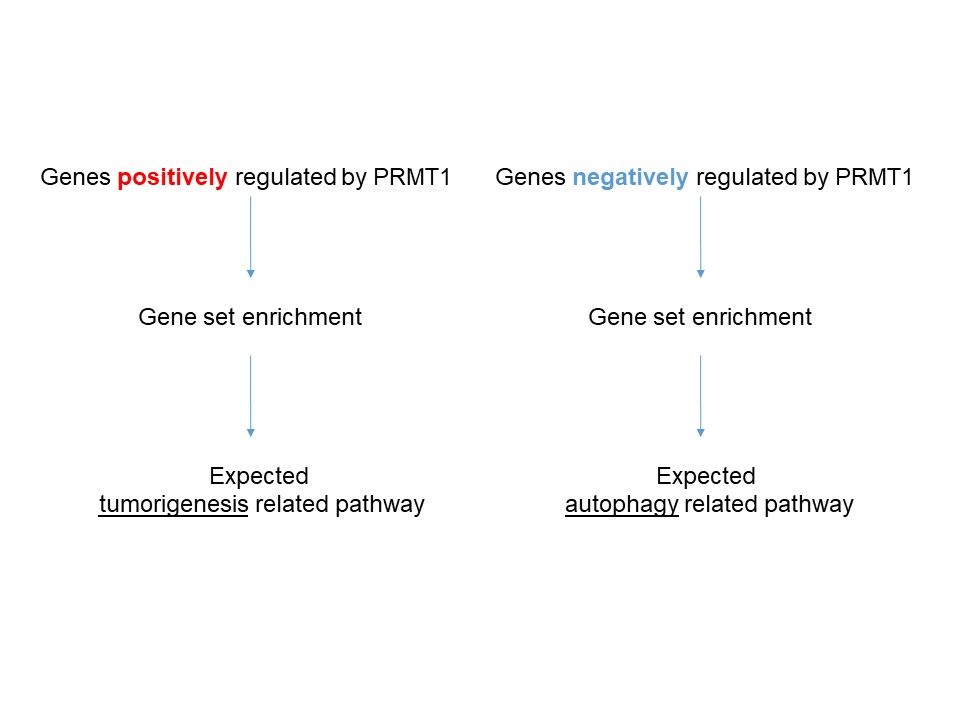 Genes positively regulated by PRMT1
Genes negatively regulated by PRMT1
Gene set enrichment
Gene set enrichment
Expected
tumorigenesis related pathway
Expected
autophagy related pathway